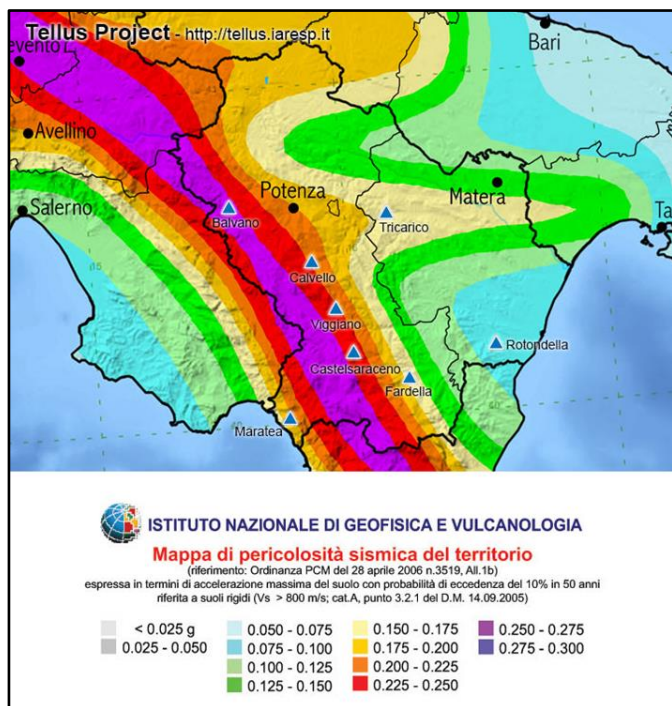 Tellus Project - http://tellus.iaresp.it
Bari
evento
Avellino
Matera
Potenza
Salerno
Balvano
Tricarico
Ta
Calvello
Viggiano
Rotondella
Castelsaraceno
Fardella
Maratea
ISTITUTO NAZIONALE DI GEOFISICA E VULCANOLOGIA
Mappa di pericolosità sismica del territorio
(riferimento: Ordinanza PCM del 28 aprile 2006 n.3519, All.1b)
espressa in termini di accelerazione massima del suolo con probabilità di eccedenza del 10% in 50 anni
riferita a suoli rigidi (Vs > 800 m/s; cat.A, punto 3.2.1 del D.M. 14.09.2005)
< 0.025 g
0.025 - 0.050
0.050 - 0.075
0.075 - 0.100
0.100 - 0.125
0.125 - 0.150
0.150 - 0.175
0.175 - 0.200
0.200 - 0.225
0.225 - 0.250
0.250 - 0.275
0.275 - 0.300